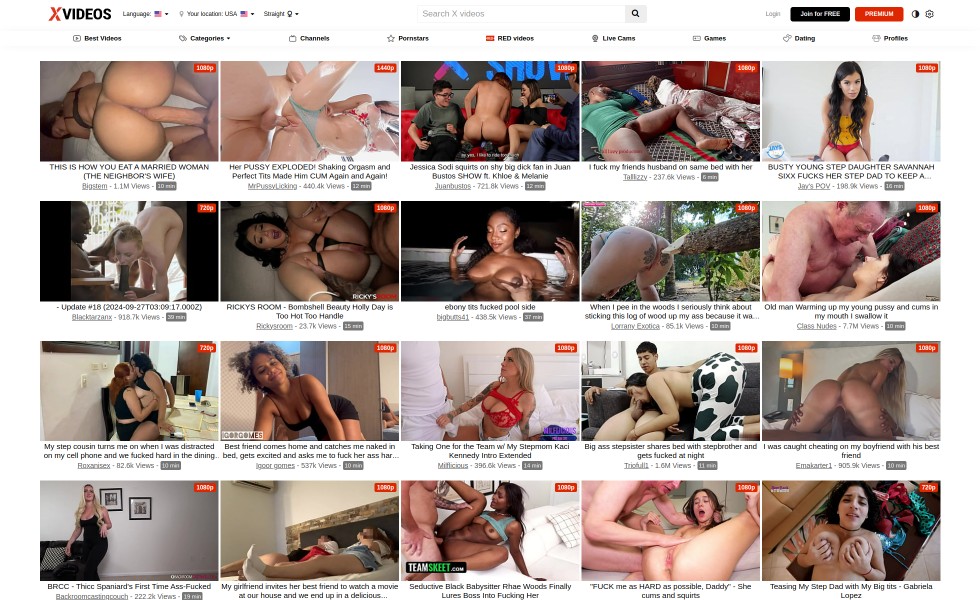 XVIDEOS
Language:
Your location: USA
Straight
Search X videos
Login
Join for FREE
PREMIUM
Best Videos
Categories
Channels
Pornstars
RED videos
Live Cams
Games
Dating
Profiles
1080p
THIS IS HOW YOU EAT A MARRIED WOMAN
(THE NEIGHBOR'S WIFE)
Bigstem - 1.1M Views - 10 min
1440p
Her PUSSY EXPLODED! Shaking Orgasm and
Perfect Tits Made Him CUM Again and Again!
MrPussyLicking - 440.4k Views - 12 min
1080p
Jessica Sodi squirts on shy big dick fan in Juan
Bustos SHOW ft. Khloe & Melanie
Juanbustos - 721.8k Views - 12 min
1080p
I fuck my friends husband on same bed with her
Talllizzy - 237.6k Views - 6 min
1080p
BUSTY YOUNG STEP DAUGHTER SAVANNAH
SIXX FUCKS HER STEP DAD TO KEEP A...
Jay's POV - 198.9k Views - 16 min
720p
- Update #18 (2024-09-27T03:09:17.000Z)
Blacktarzanx - 918.7k Views - 39 min
1080p
RICKY'S
RICKYS ROOM - Bombshell Beauty Holly Day is
Too Hot Too Handle
Rickysroom - 23.7k Views - 15 min
ebony tits fucked pool side
bigbutts41 - 438.5k Views - 37 min
1080p
When I pee in the woods I seriously think about
sticking this log of wood up my ass because it wa...
Lorrany Exotica - 85.1k Views - 10 min
1080p
Old man Warming up my young pussy and cums in
my mouth I swallow it
Class Nudes - 7.7M Views - 10 min
720p
My step cousin turns me on when I was distracted
on my cell phone and we fucked hard in the dining..
Roxanisex - 82.6k Views - 10 min
1080p
IGORGOMES
Best friend comes home and catches me naked in
bed, gets excited and asks me to fuck her ass har...
Igoor gomes - 537k Views - 10 min
1080p
Taking One for the Team w/ My Stepmom Kaci
Kennedy Intro Extended
Milflicious - 396.6k Views - 14 min
1080p
Big ass stepsister shares bed with stepbrother and
gets fucked at night
Triofull1 - 1.6M Views - 11 min
1080p
I was caught cheating on my boyfriend with his best
friend
Emakarter1 - 905.9k Views - 10 min
1080p
BRCC - Thicc Spaniard's First Time Ass-Fucked
Backroomcastingcouch - 222.2k Views - 19 min
1080p
My girlfriend invites her best friend to watch a movie
at our house and we end up in a delicious...
1080p
TEAMSKEET.COM
Seductive Black Babysitter Rhae Woods Finally
Lures Boss Into Fucking Her
1080p
"FUCK me as HARD as possible, Daddy" - She
cums and squirts
720p
Teasing My Step Dad with My Big tits - Gabriela
Lopez